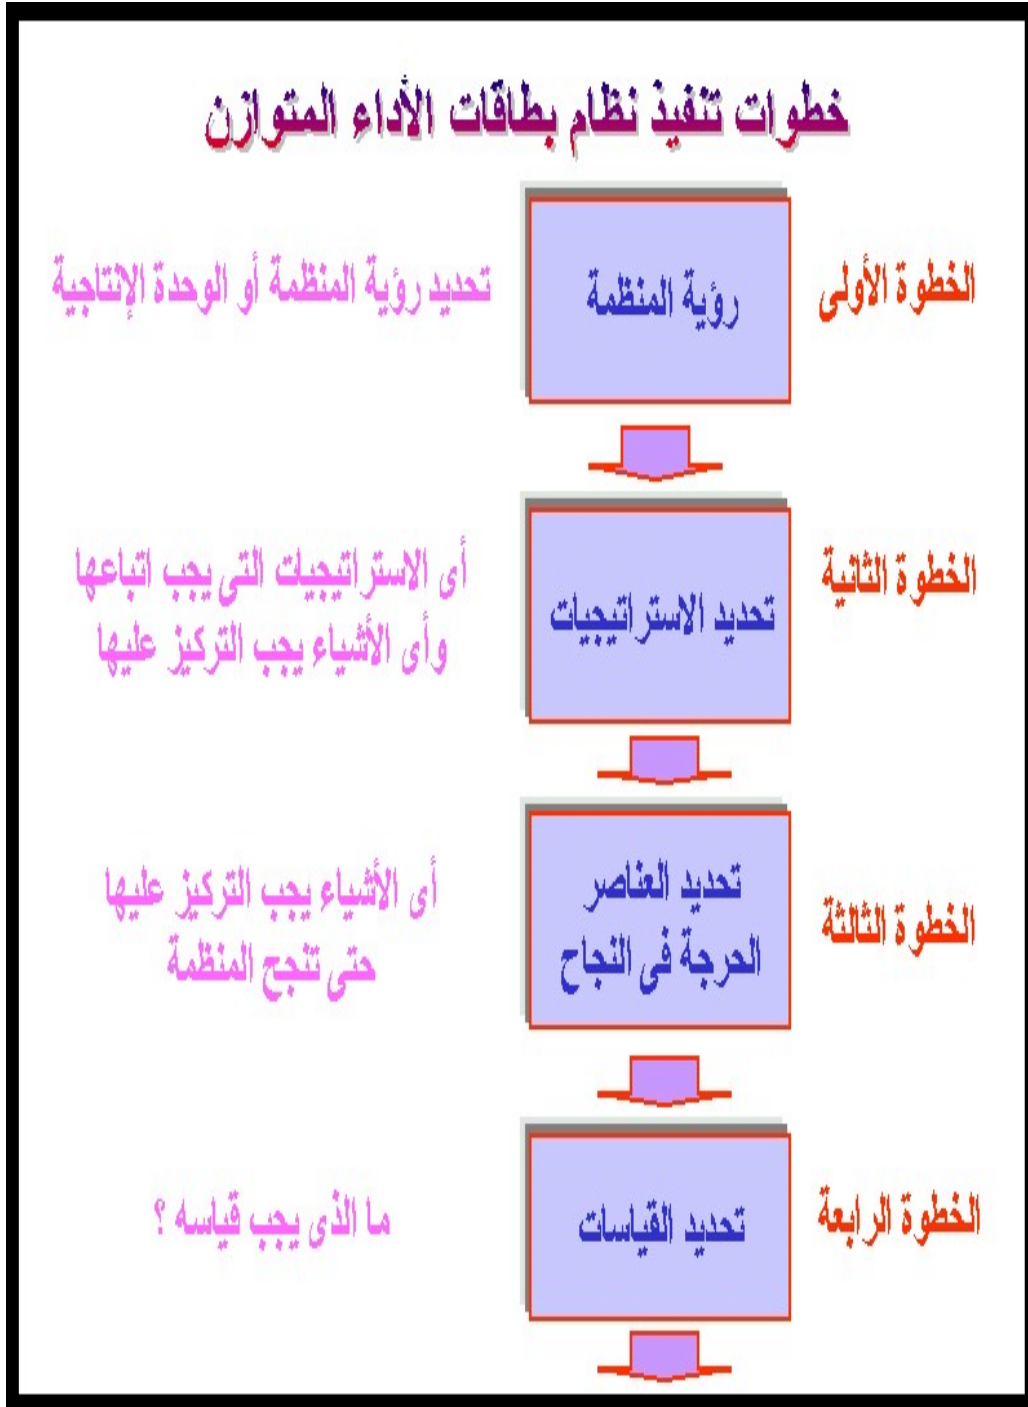 خطوات تنفيذ نظام بطاقات الأداء المتوازن
الخطوة الأولى
رؤية المنظمة
تحديد رؤية المنظمة أو الوحدة الإنتاجية
الخطوة الثانية
تحديد الاستراتيجيات
أى الاستراتيجيات التى يجب اتباعها
وأى الأشياء يجب التركيز عليها
الخطوة الثالثة
تحديد العناصر
الحرجة فى النجاح
أى الأشياء يجب التركيز عليها
حتى تنجح المنظمة
الخطوة الرابعة
تحديد القياسات
ما الذى يجب قياسه ؟